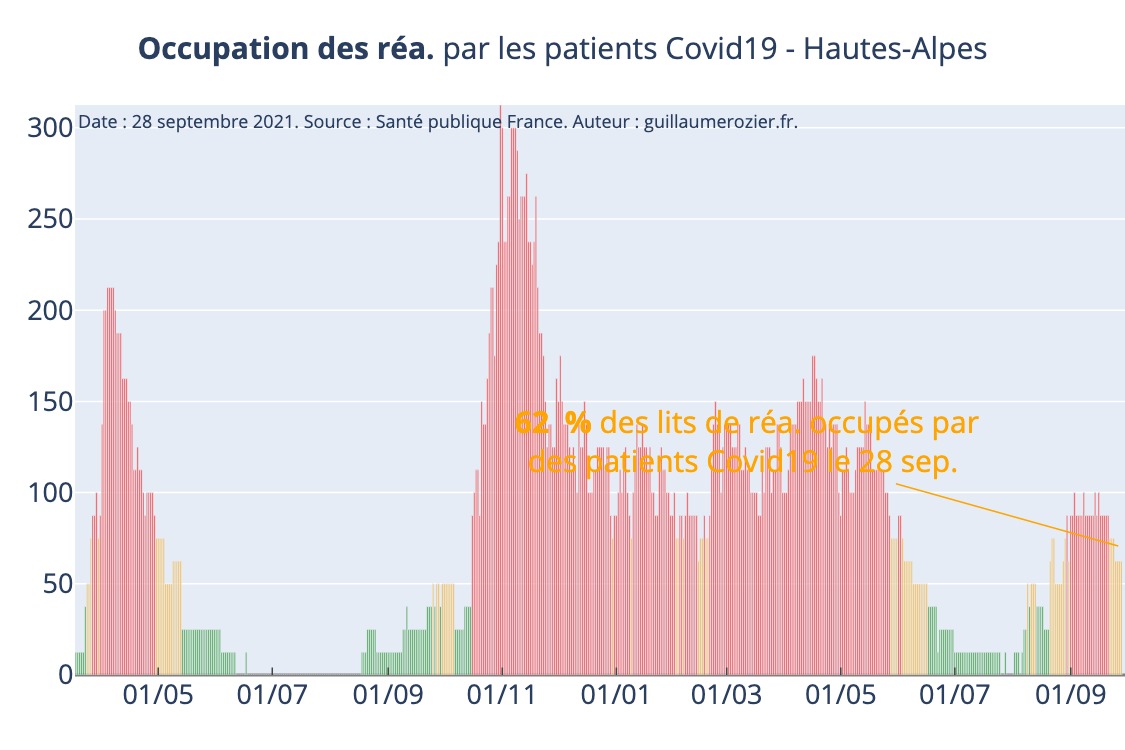 Occupation des réa. par les patients Covid19 - Hautes-Alpes
Date : 28 septembre 2021. Source : Santé publique France. Auteur : guillaumerozier.fr.
300
250
200
150
100
50
0
62 % des lits de réa. occupés par
des patients Covid19 le 28 sep.
01/05 01/07 01/09 01/11 01/01 01/03 01/05 01/07 01/09